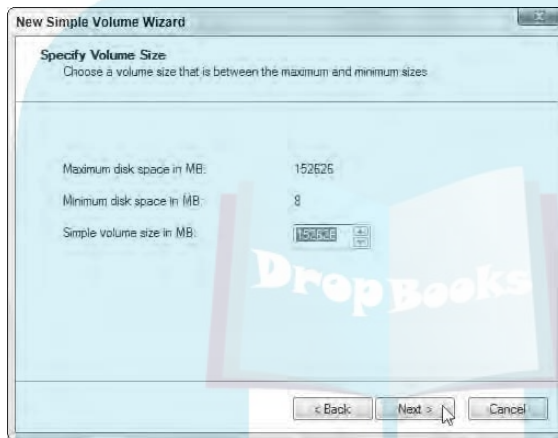 New Simple Volume Wizard
Specify Volume Size
Choose a volume size that is between the maximum and minimum sizes
Maximum disk space in MB: 152626
Minimum disk space in MB: 8
Simple volume size in MB: 152626
Drop Books
< Back Next > Cancel